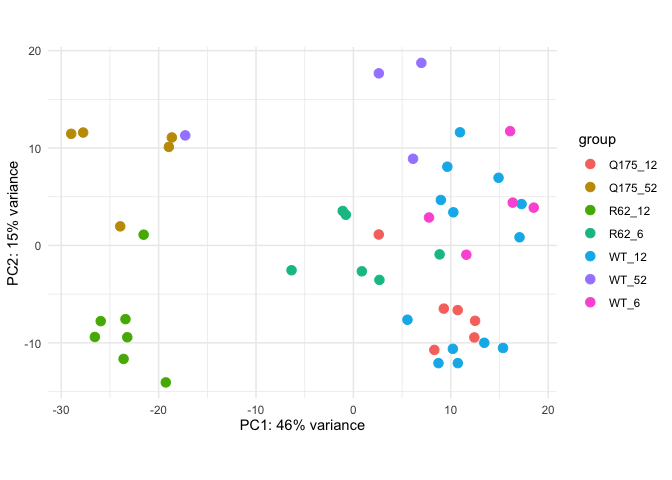 20
10
0
-10
PC2: 15% variance
-30
-20
-10
0
10
20
PC1: 46% variance
group
Q175_12
Q175_52
R62_12
R62_6
WT_12
WT_52
WT_6